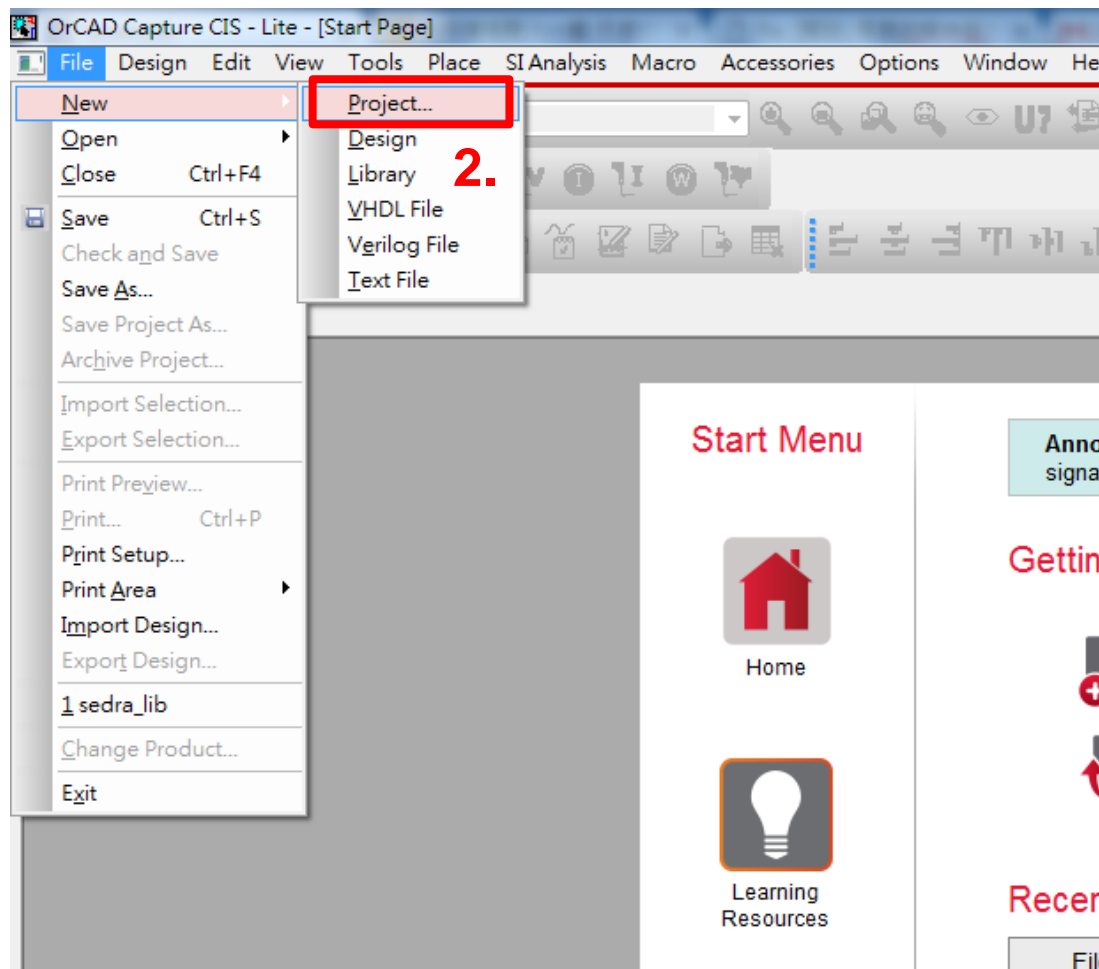 OrCAD Capture CIS - Lite - [Start Page]
File Design Edit View Tools Place SI Analysis Macro Accessories Options Window
New
Project...
Open
Design
Close Ctrl+F4
Library
2.
Save Ctrl+S
VHDL File
Check and Save
Verilog File
Save As...
Text File
Save Project As...
Archive Project...
Import Selection...
Export Selection...
Print Preview...
Print... Ctrl+P
Print Setup...
Print Area
Import Design...
Export Design...
1 sedra_lib
Change Product...
Exit
U?
Start Menu
Home
Learning
Resources